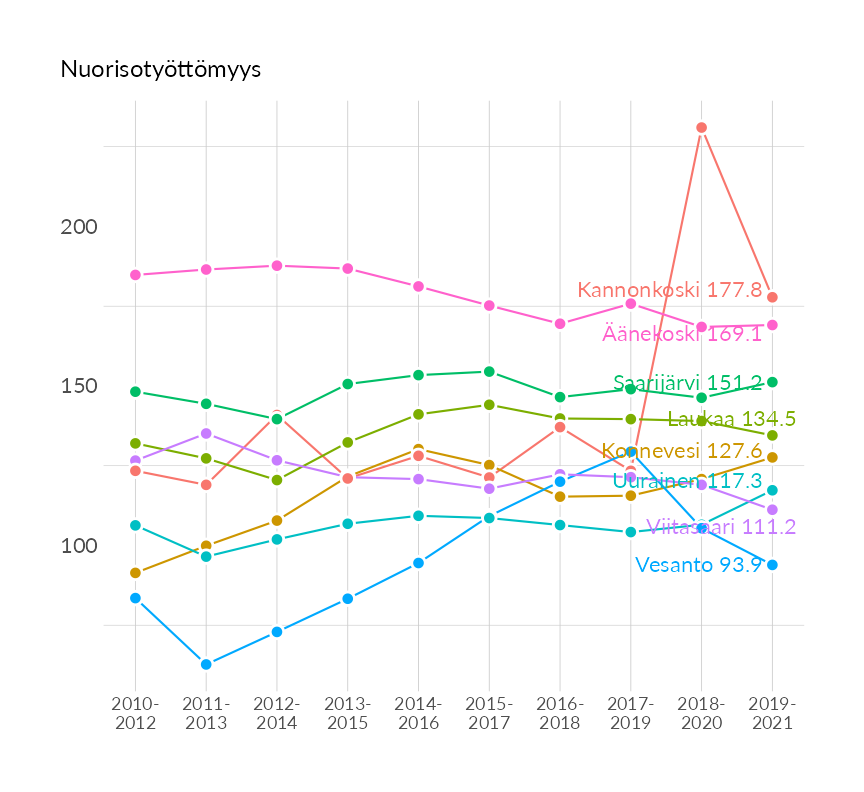 Nuorisotyöttömyys
200
150
100
Kannonkoski 177.8
Äänekoski 169.1
Saarijärvi 151.2
Laukaa 134.5
Konnevesi 127.6
Uurainen 117.3
Viitasaari 111.2
Vesanto 93.9
2010- 2011- 2012- 2013- 2014- 2015- 2016- 2017- 2018- 2019-
2012 2013 2014 2015 2016 2017 2018 2019 2020 2021